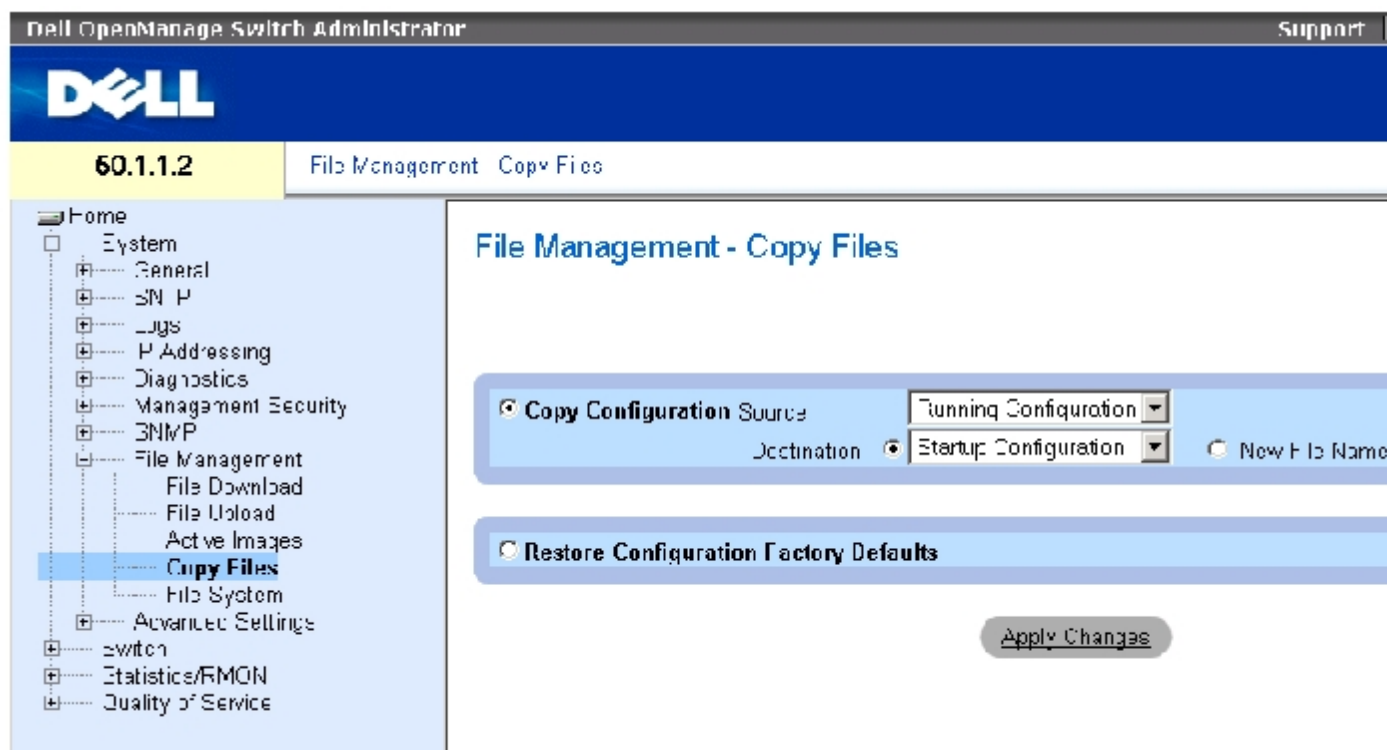 Dell OpenManage Switch Administrator Support
DELL
60.1.1.2
File Management Copy Files
Home
System
General
SNTP
Logs
IP Addressing
Diagnostics
Management Security
SNMP
File Management
File Download
File Upload
Active Images
Copy Files
File System
Advanced Settings
Switch
Statistics/RMON
Quality of Service
File Management - Copy Files
Copy Configuration Source Running Configuration
Destination Startup Configuration New File Name
Restore Configuration Factory Defaults
Apply Changes